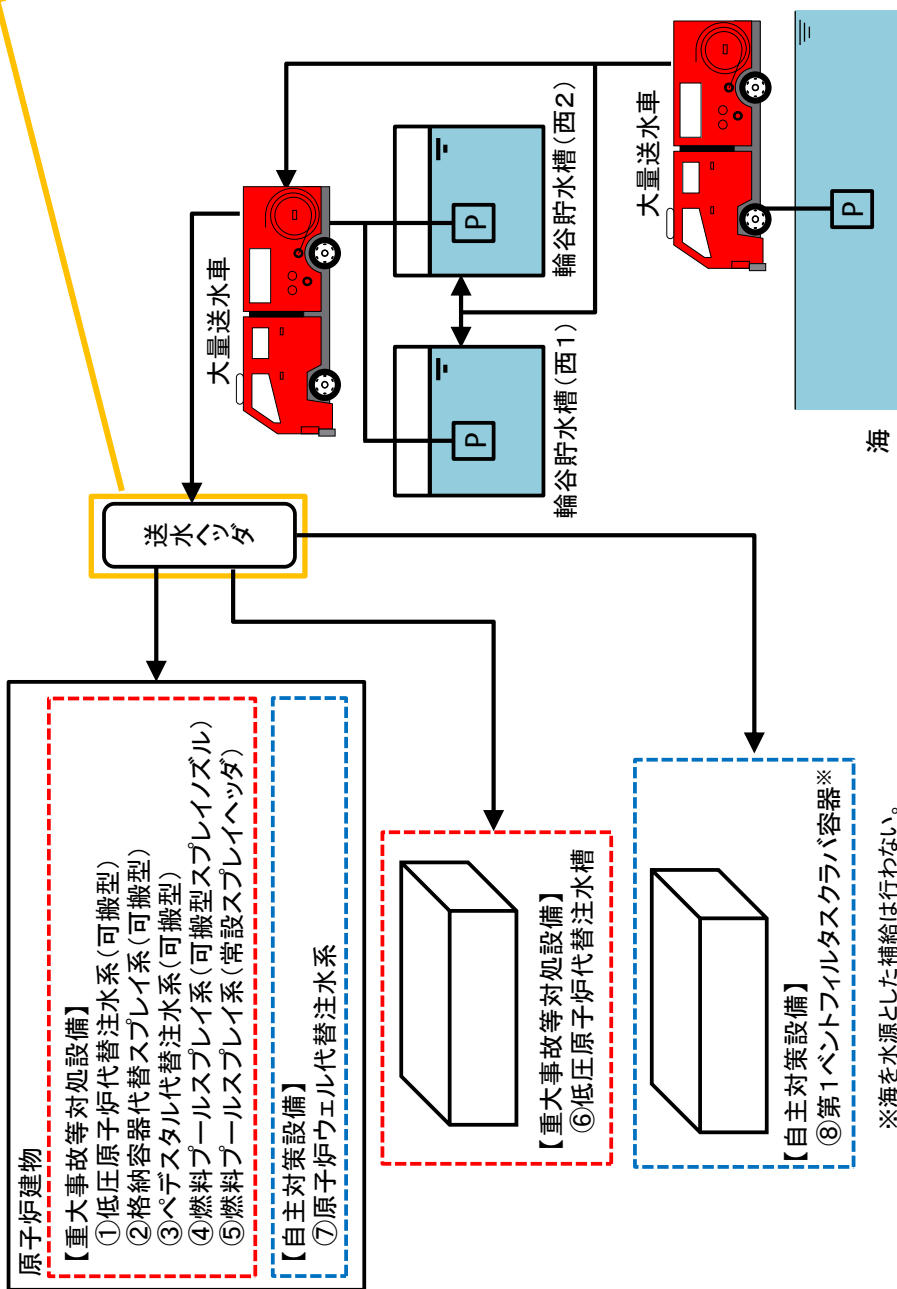 原子炉建物
【重大事故等対処設備】
①低圧原子炉代替注水系(可搬型)
②格納容器代替スプレイ系(可搬型)
③ペデスタル代替注水系(可搬型)
④燃料プールスプレイ系(可搬型スプレイノズル)
⑤燃料プールスプレイ系(常設スプレイヘッダ)
【自主対策設備】
⑦原子炉ウェル代替注水系
【重大事故等対処設備】
⑥低圧原子炉代替注水槽
【自主対策設備】
⑧第1ベントフィルタスクラバ容器※
※海を水源とした補給は行わない。
送水ヘッダ
大量送水車
P
輪谷貯水槽(西1)
P
輪谷貯水槽(西2)
大量送水車
P
海